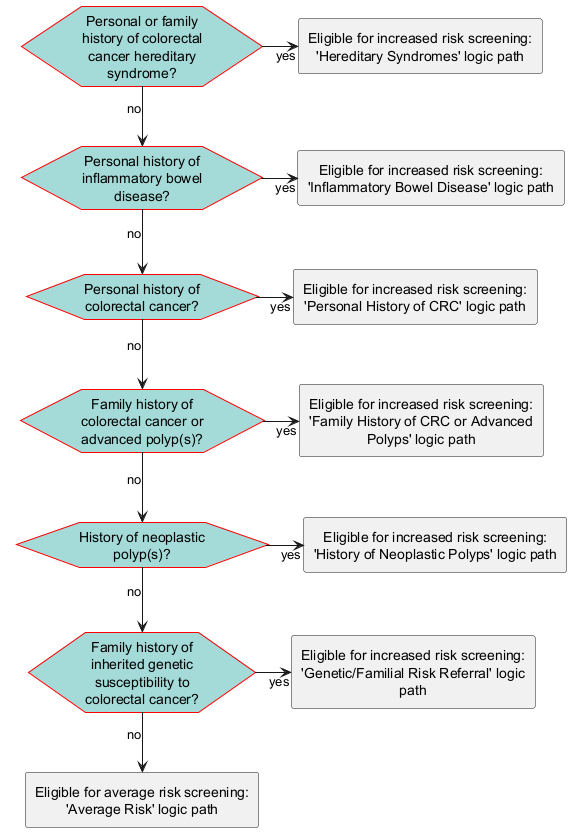 Personal or family
history of colorectal
cancer hereditary
syndrome?
yes
Eligible for increased risk screening:
'Hereditary Syndromes' logic path
no
Personal history of
inflammatory bowel
disease?
yes
Eligible for increased risk screening:
'Inflammatory Bowel Disease' logic path
no
Personal history of
colorectal cancer?
yes
Eligible for increased risk screening:
'Personal History of CRC' logic path
no
Family history of
colorectal cancer or
advanced polyp(s)?
yes
Eligible for increased risk screening:
'Family History of CRC or Advanced
Polyps' logic path
no
History of neoplastic
polyp(s)?
yes
Eligible for increased risk screening:
'History of Neoplastic Polyps' logic path
no
Family history of
inherited genetic
susceptibility to
colorectal cancer?
yes
Eligible for increased risk screening:
'Genetic/Familial Risk Referral' logic
path
no
Eligible for average risk screening:
'Average Risk' logic path